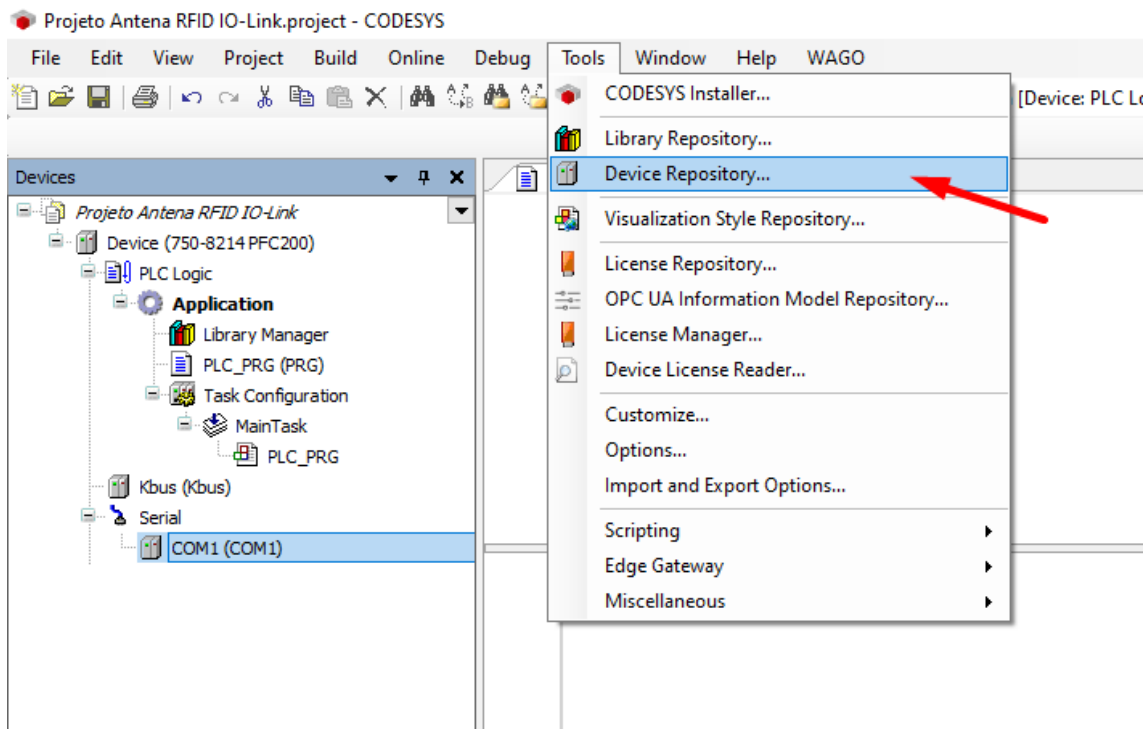 Projeto Antena RFID IO-Link.project - CODESYS
File Edit View Project Build Online Debug Tools Window Help WAGO
[Device: PLC Lo
Devices
Projeto Antena RFID IO-Link
Device (750-8214 PFC200)
PLC Logic
Application
Library Manager
PLC_PRG (PRG)
Task Configuration
MainTask
PLC_PRG
Kbus (Kbus)
Serial
COM1 (COM1)
CODESYS Installer...
Library Repository...
Device Repository...
Visualization Style Repository...
License Repository...
OPC UA Information Model Repository...
License Manager...
Device License Reader...
Customize...
Options...
Import and Export Options...
Scripting
Edge Gateway
Miscellaneous